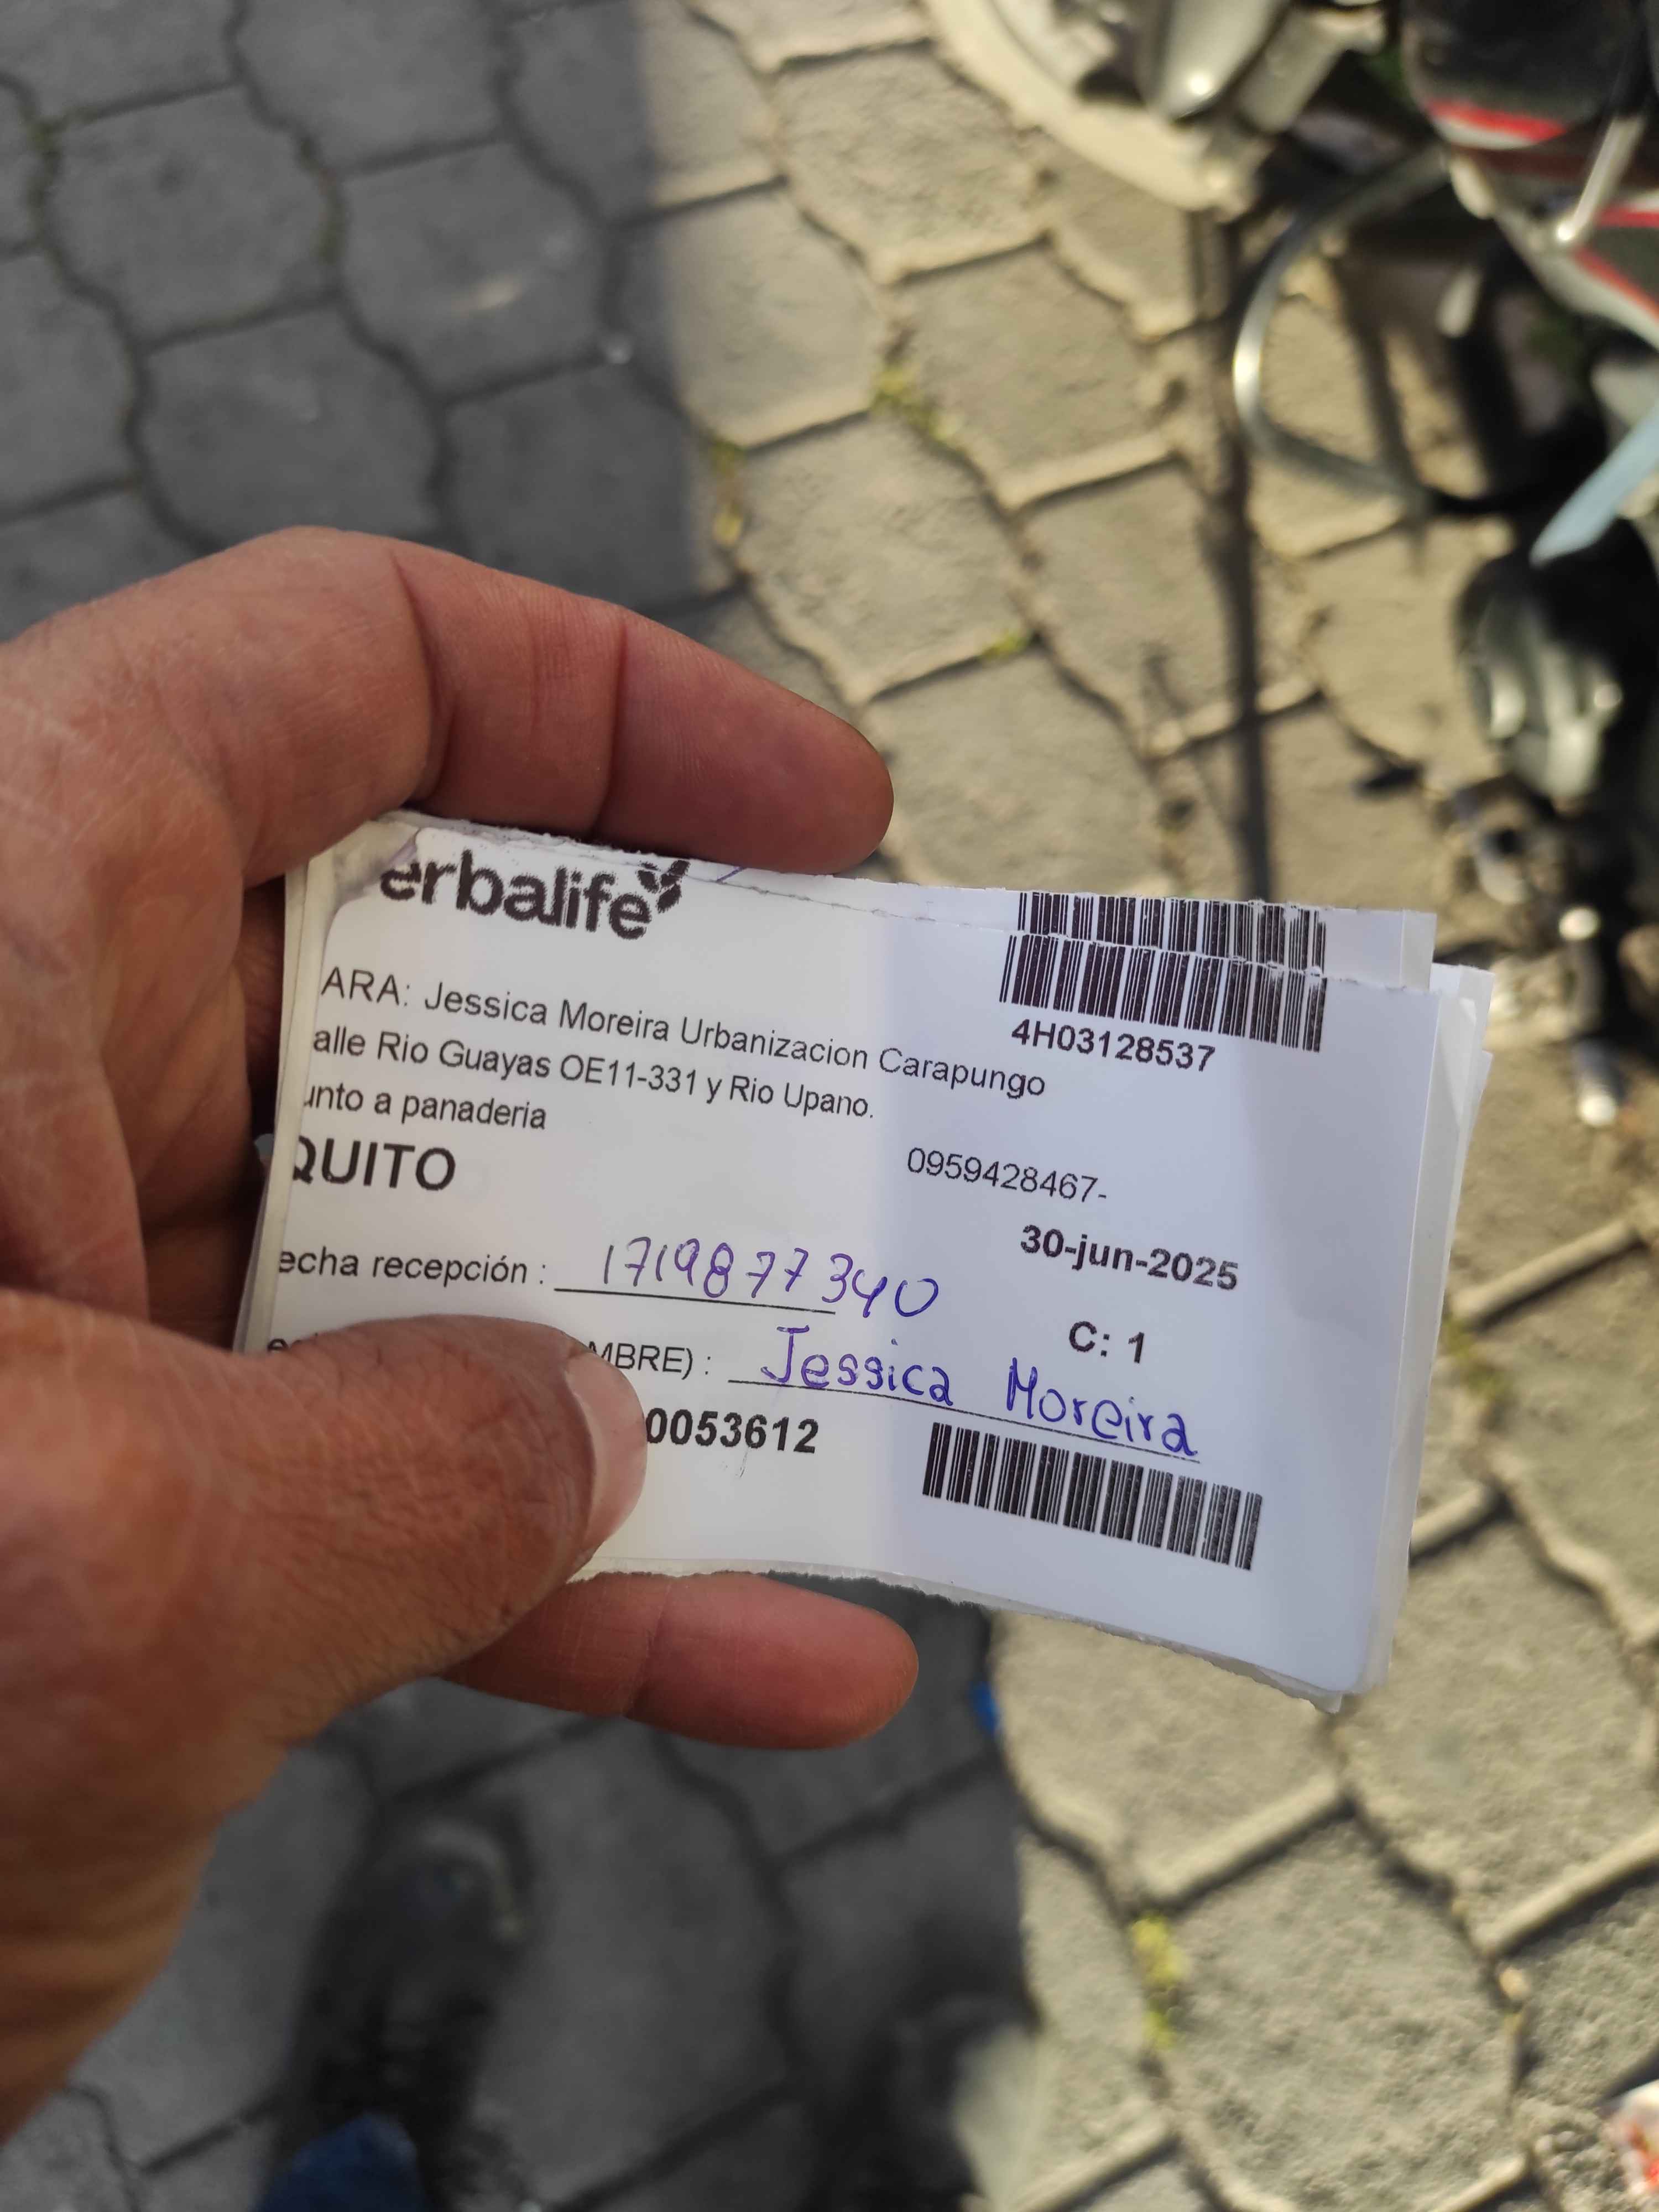 erbalife
4H03128537
ARA: Jessica Moreira Urbanizacion Carapungo
alle Rio Guayas OE11-331 y Rio Upano.
unto a panaderia
QUITO
0959428467-
30-jun-2025
echa recepción : 1719877340
C: 1
MBRE) : Jessica Moreira
0053612